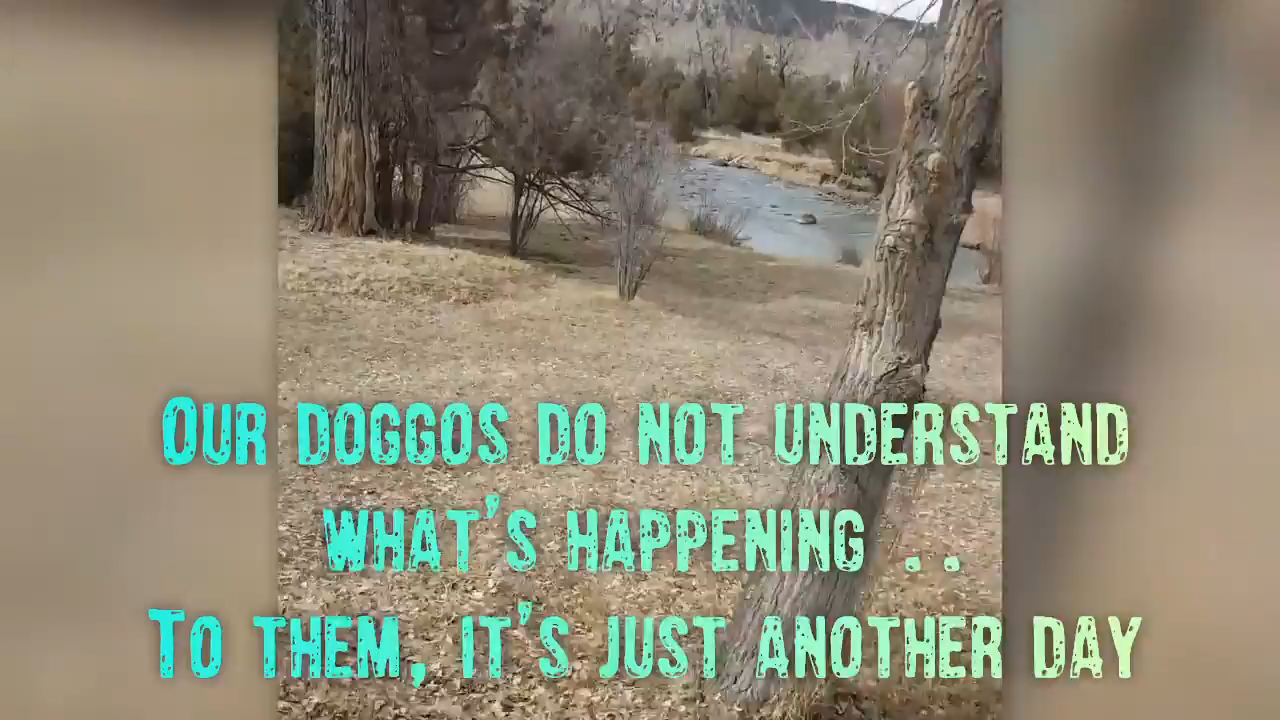 Our doggos do not understand
what's happening ..
To them, it's just another day